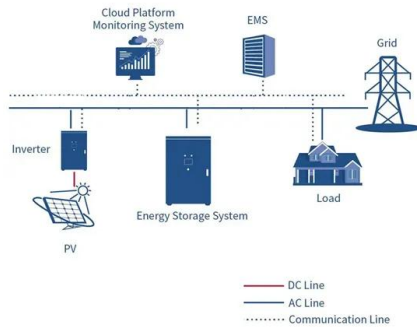 Cloud Platform
Monitoring System
EMS
Grid
Inverter
Energy Storage System
Load
PV
DC Line
AC Line
Communication Line